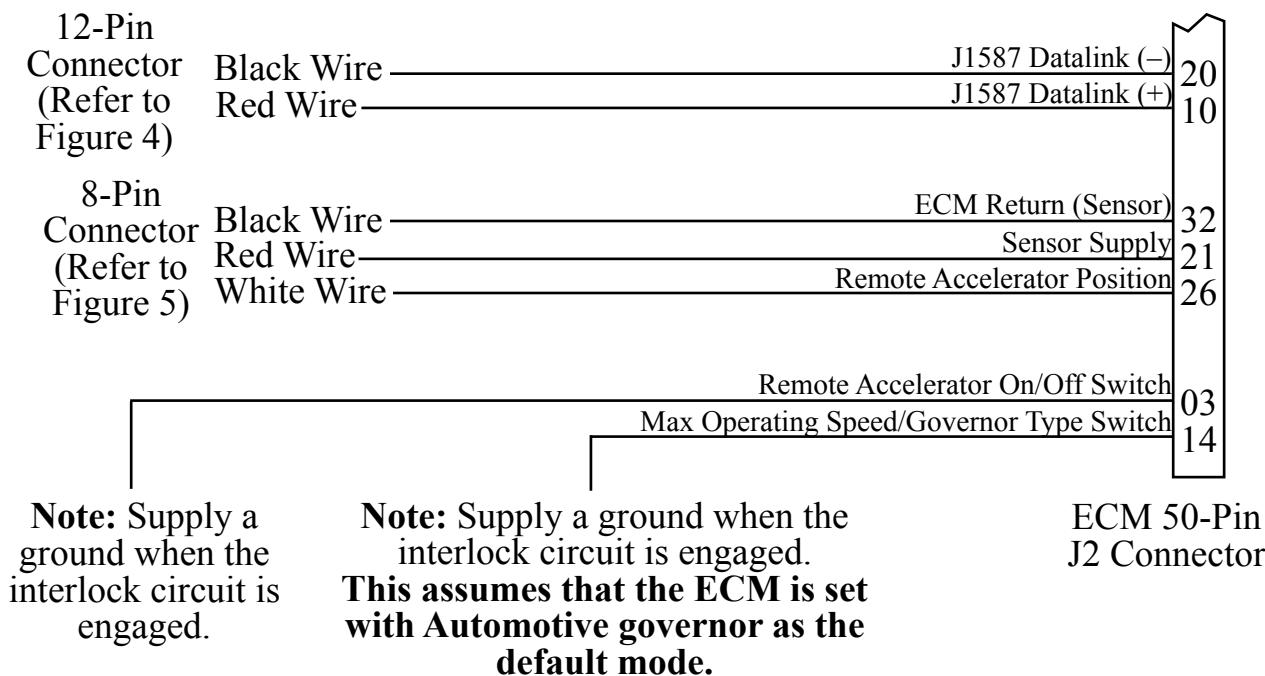 12-Pin
Connector
(Refer to
Figure 4)
Black Wire
Red Wire
J1587 Datalink (–)
J1587 Datalink (+)
20
10
8-Pin
Connector
(Refer to
Figure 5)
Black Wire
Red Wire
White Wire
ECM Return (Sensor)
Sensor Supply
Remote Accelerator Position
32
21
26
Remote Accelerator On/Off Switch
Max Operating Speed/Governor Type Switch
03
14
Note: Supply a
ground when the
interlock circuit is
engaged.
Note: Supply a ground when the
interlock circuit is engaged.
This assumes that the ECM is set
with Automotive governor as the
default mode.
ECM 50-Pin
J2 Connector